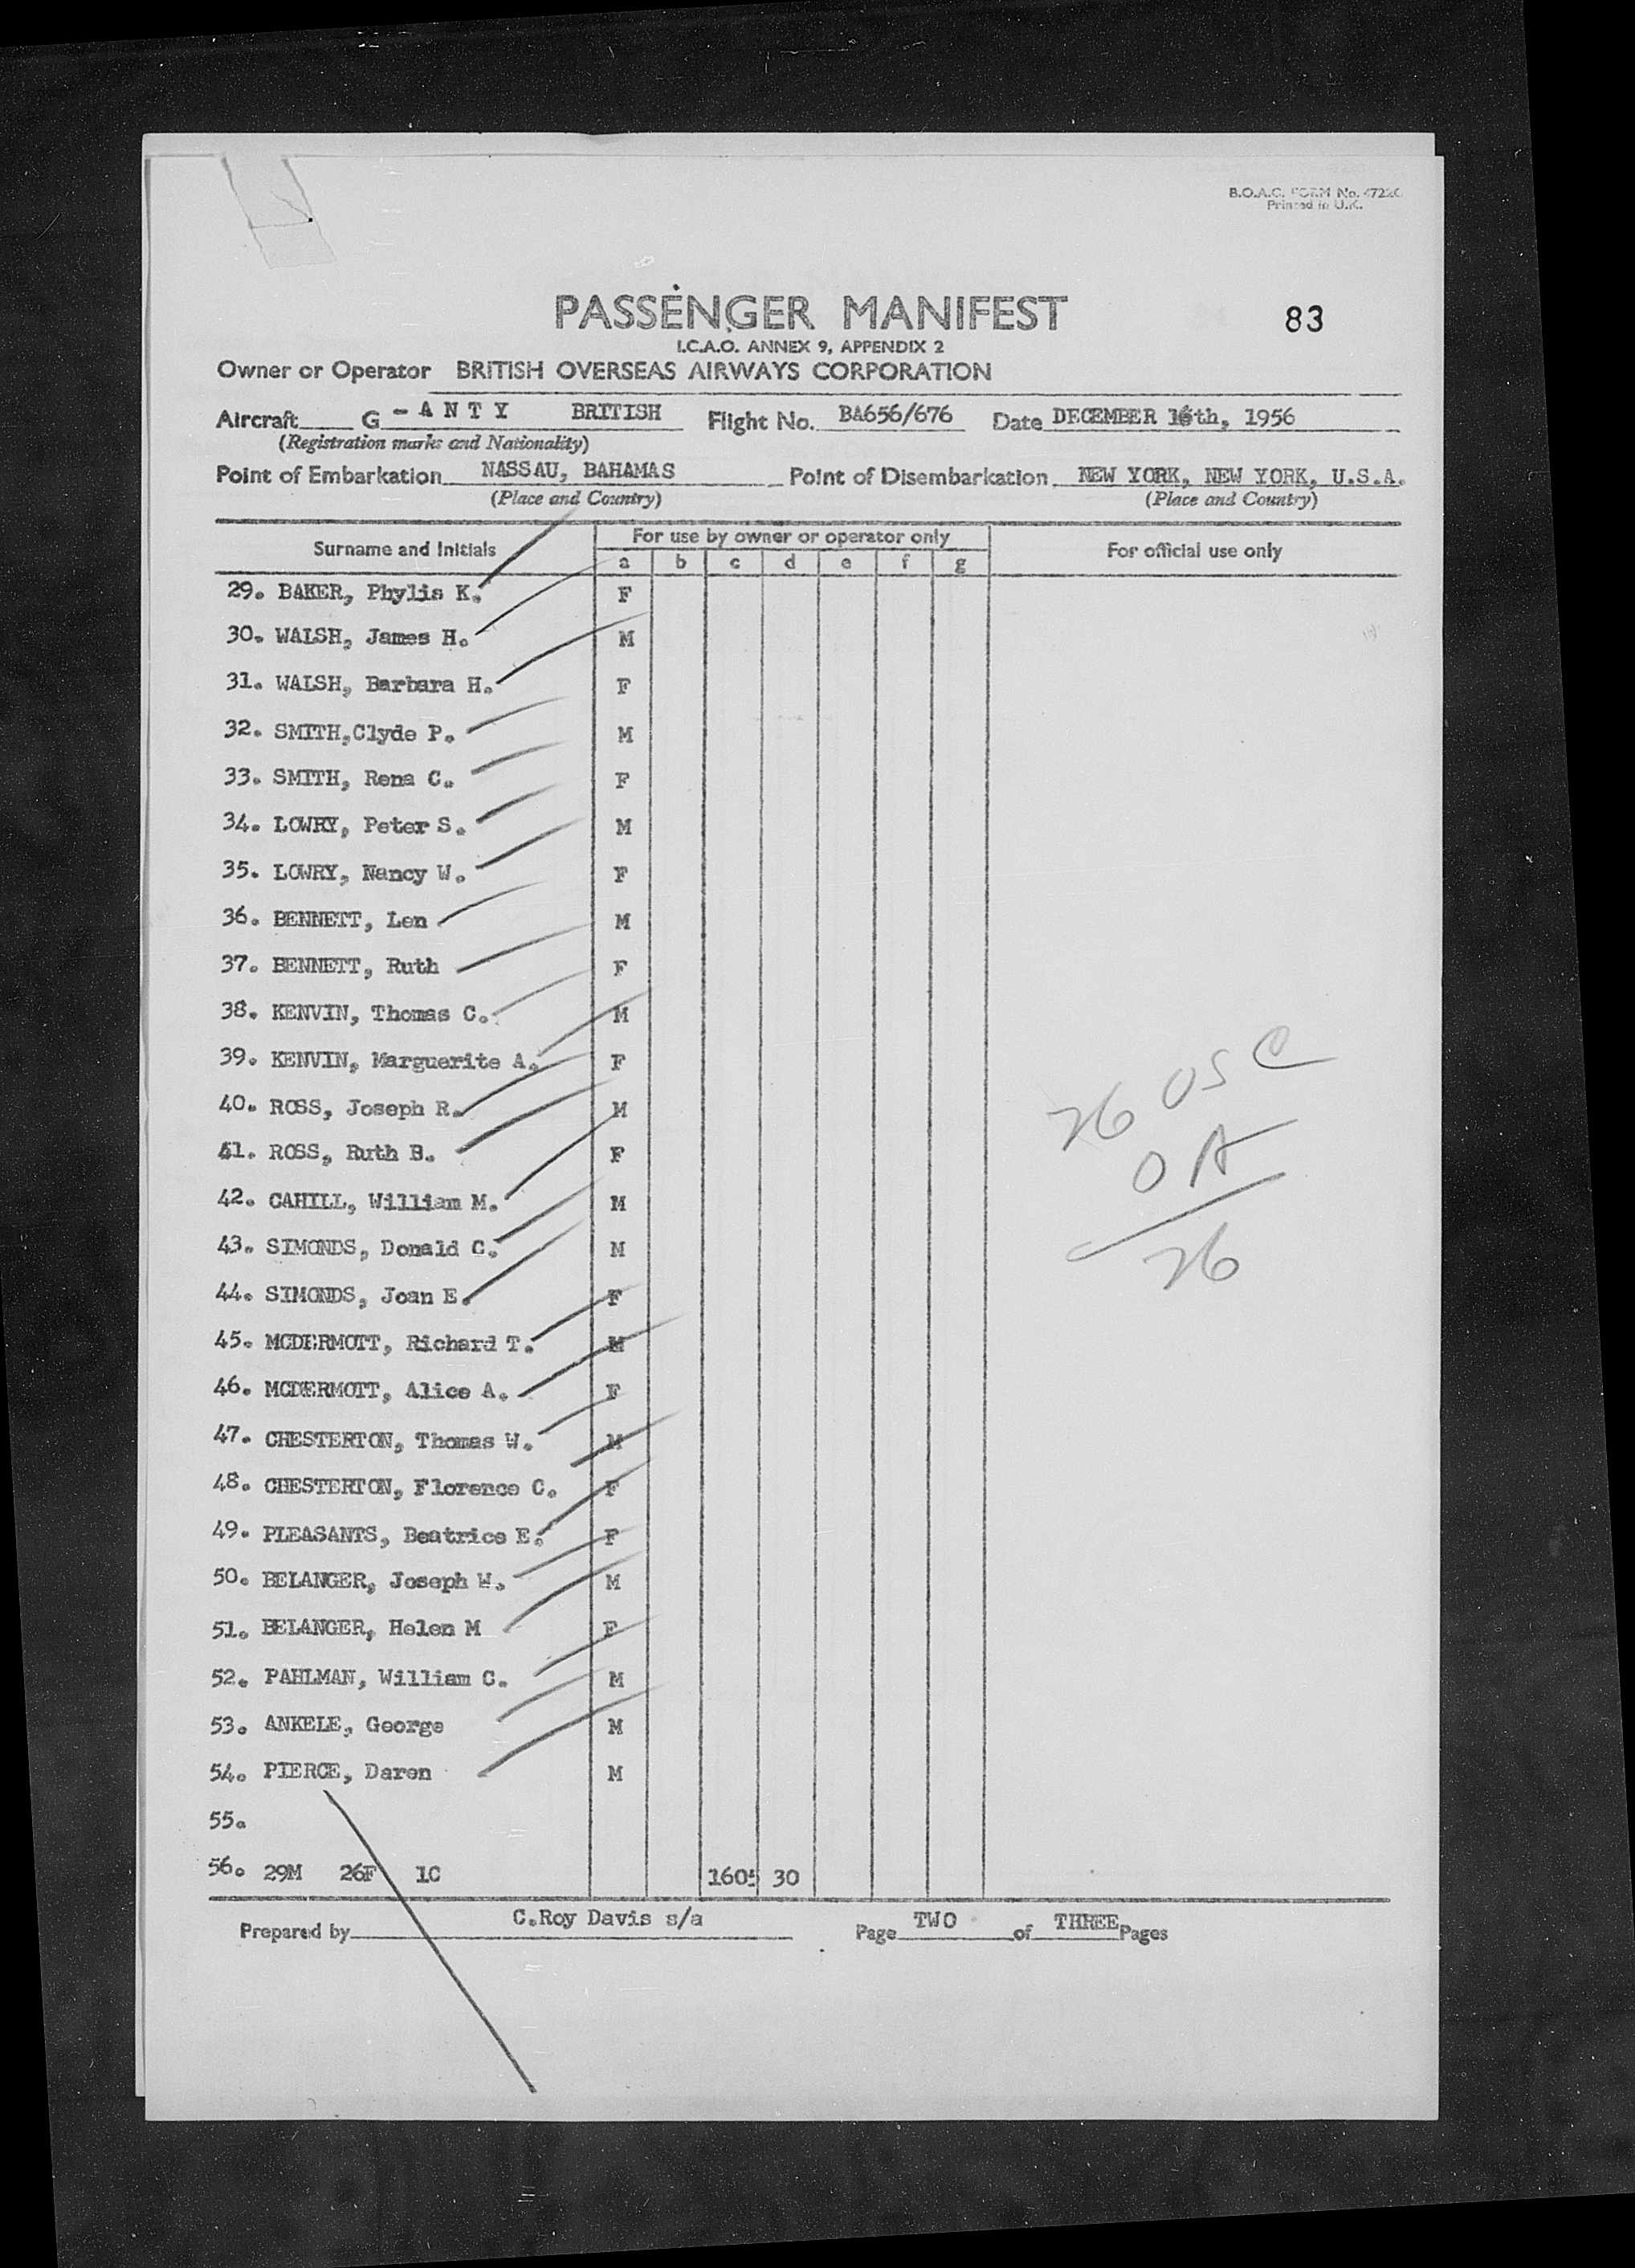 B.O.A.C. FORM No.
Printed in U.K.
PASSENGER MANIFEST
83
I.C.A.O. ANNEX 9, APPENDIX 2
Owner or Operator BRITISH OVERSEAS AIRWAYS CORPORATION
Aircraft G - A N T Y BRITISH Flight No. BA656/676 Date DECEMBER 16th, 1956
(Registration marks and Nationality)
Point of Embarkation NASSAU, BAHAMAS Point of Disembarkation NEW YORK, NEW YORK, U.S.A.
(Place and Country) (Place and Country)
Surname and Initials For use by owner or operator only For official use only
a b c d e f g
29. BAKER, Phylis K. F
30. WALSH, James H. M
31. WALSH, Barbara H. F
32. SMITH,Clyde P. M
33. SMITH, Rena C. F
34. LOWRY, Peter S. M
35. LOWRY, Nancy W. F
36. BENNETT, Len M
37. BENNETT, Ruth F
38. KENVIN, Thomas C. M
39. KENVIN, Marguerite A. F
40. ROSS, Joseph R. M
41. ROSS, Ruth B. F
42. CAHILL, William M. M
43. SIMONDS, Donald C. M
44. SIMONDS, Joan E. F
45. MCDERMOTT, Richard T. M
46. MCDERMOTT, Alice A. F
47. CHESTERTON, Thomas W. M
48. CHESTERTON, Florence C. F
49. PLEASANTS, Beatrice E. F
50. BELANGER, Joseph W. M
51. BELANGER, Helen M F
52. PAHLMAN, William C. M
53. ANKELE, George M
54. PIERCE, Daren M
55.
56. 29M 26F 1C 1605 30
26 USC
0 A
26
Prepared by C.Roy Davis s/a Page TWO of THREE Pages